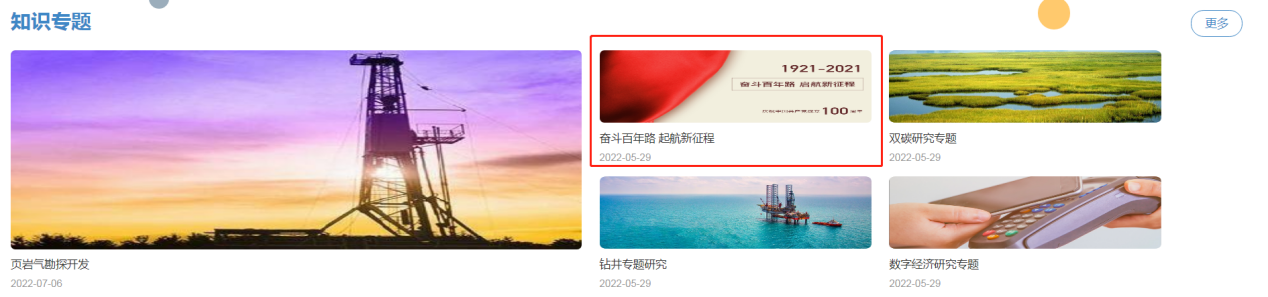 知识专题
更多
1921-2021
奋斗百年路 启航新征程
100
奋斗百年路 起航新征程
2022-05-29
双碳研究专题
2022-05-29
页岩气勘探开发
2022-07-06
钻井专题研究
2022-05-29
数字经济研究专题
2022-05-29